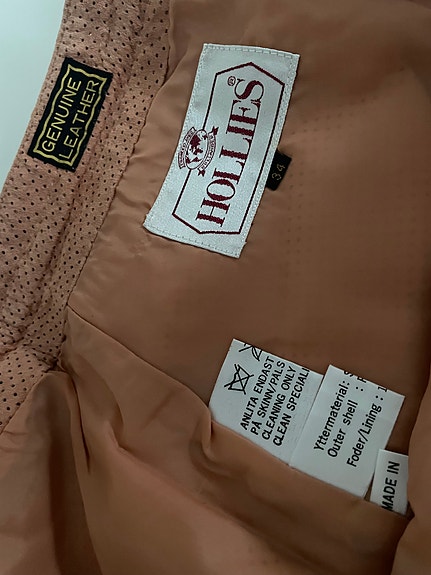 GENUINE
LEATHER
HOLLIES®
34
ANLITA ENDAST
PÅ SKINN/PÄLS
CLEANING ONLY
CLEAN SPECIAL
Yttermaterial:
Outer shell :
Foder/Lining :
MADE IN